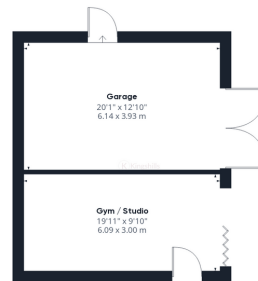 Garage
20'1" x 12'10"
6.14 x 3.93 m
Gym / Studio
19'11" x 9'10"
6.09 x 3.00 m